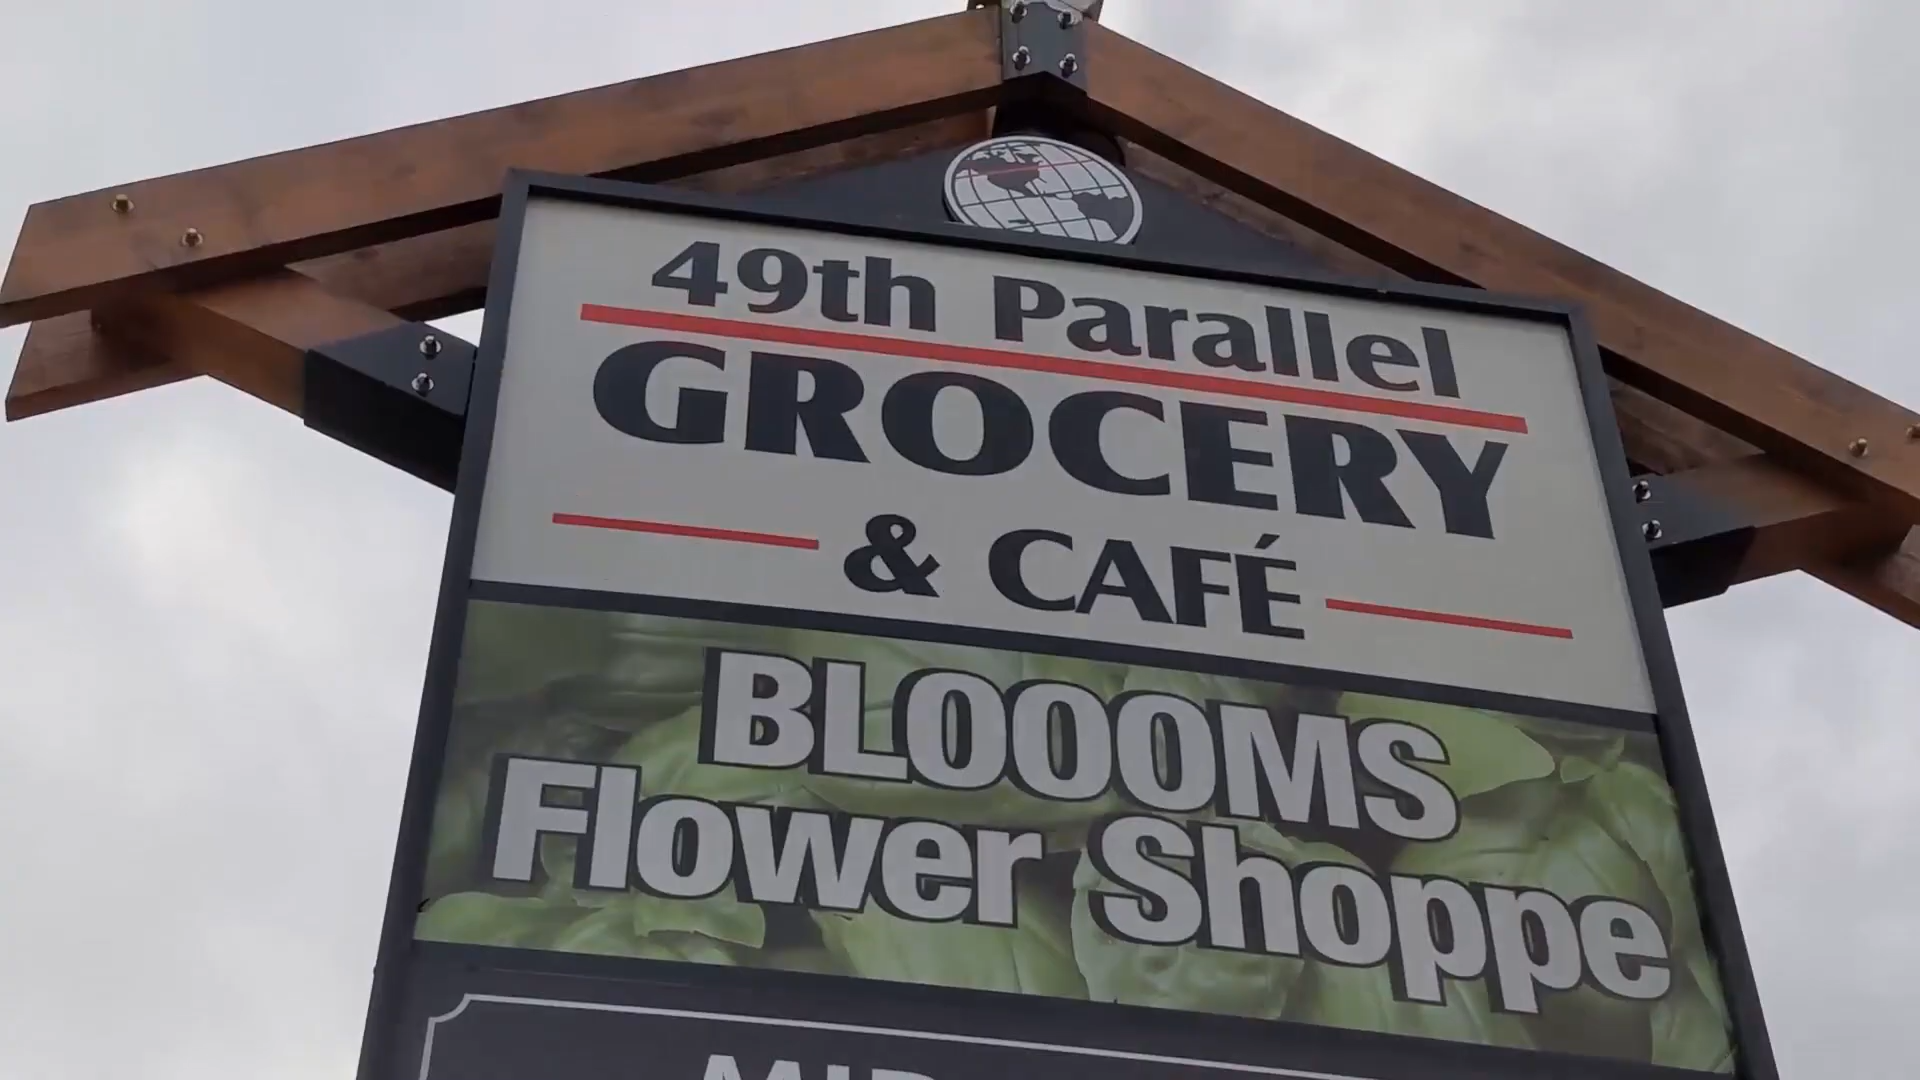 49th Parallel
GROCERY
& CAFÉ
BLOOOMS
Flower Shoppe